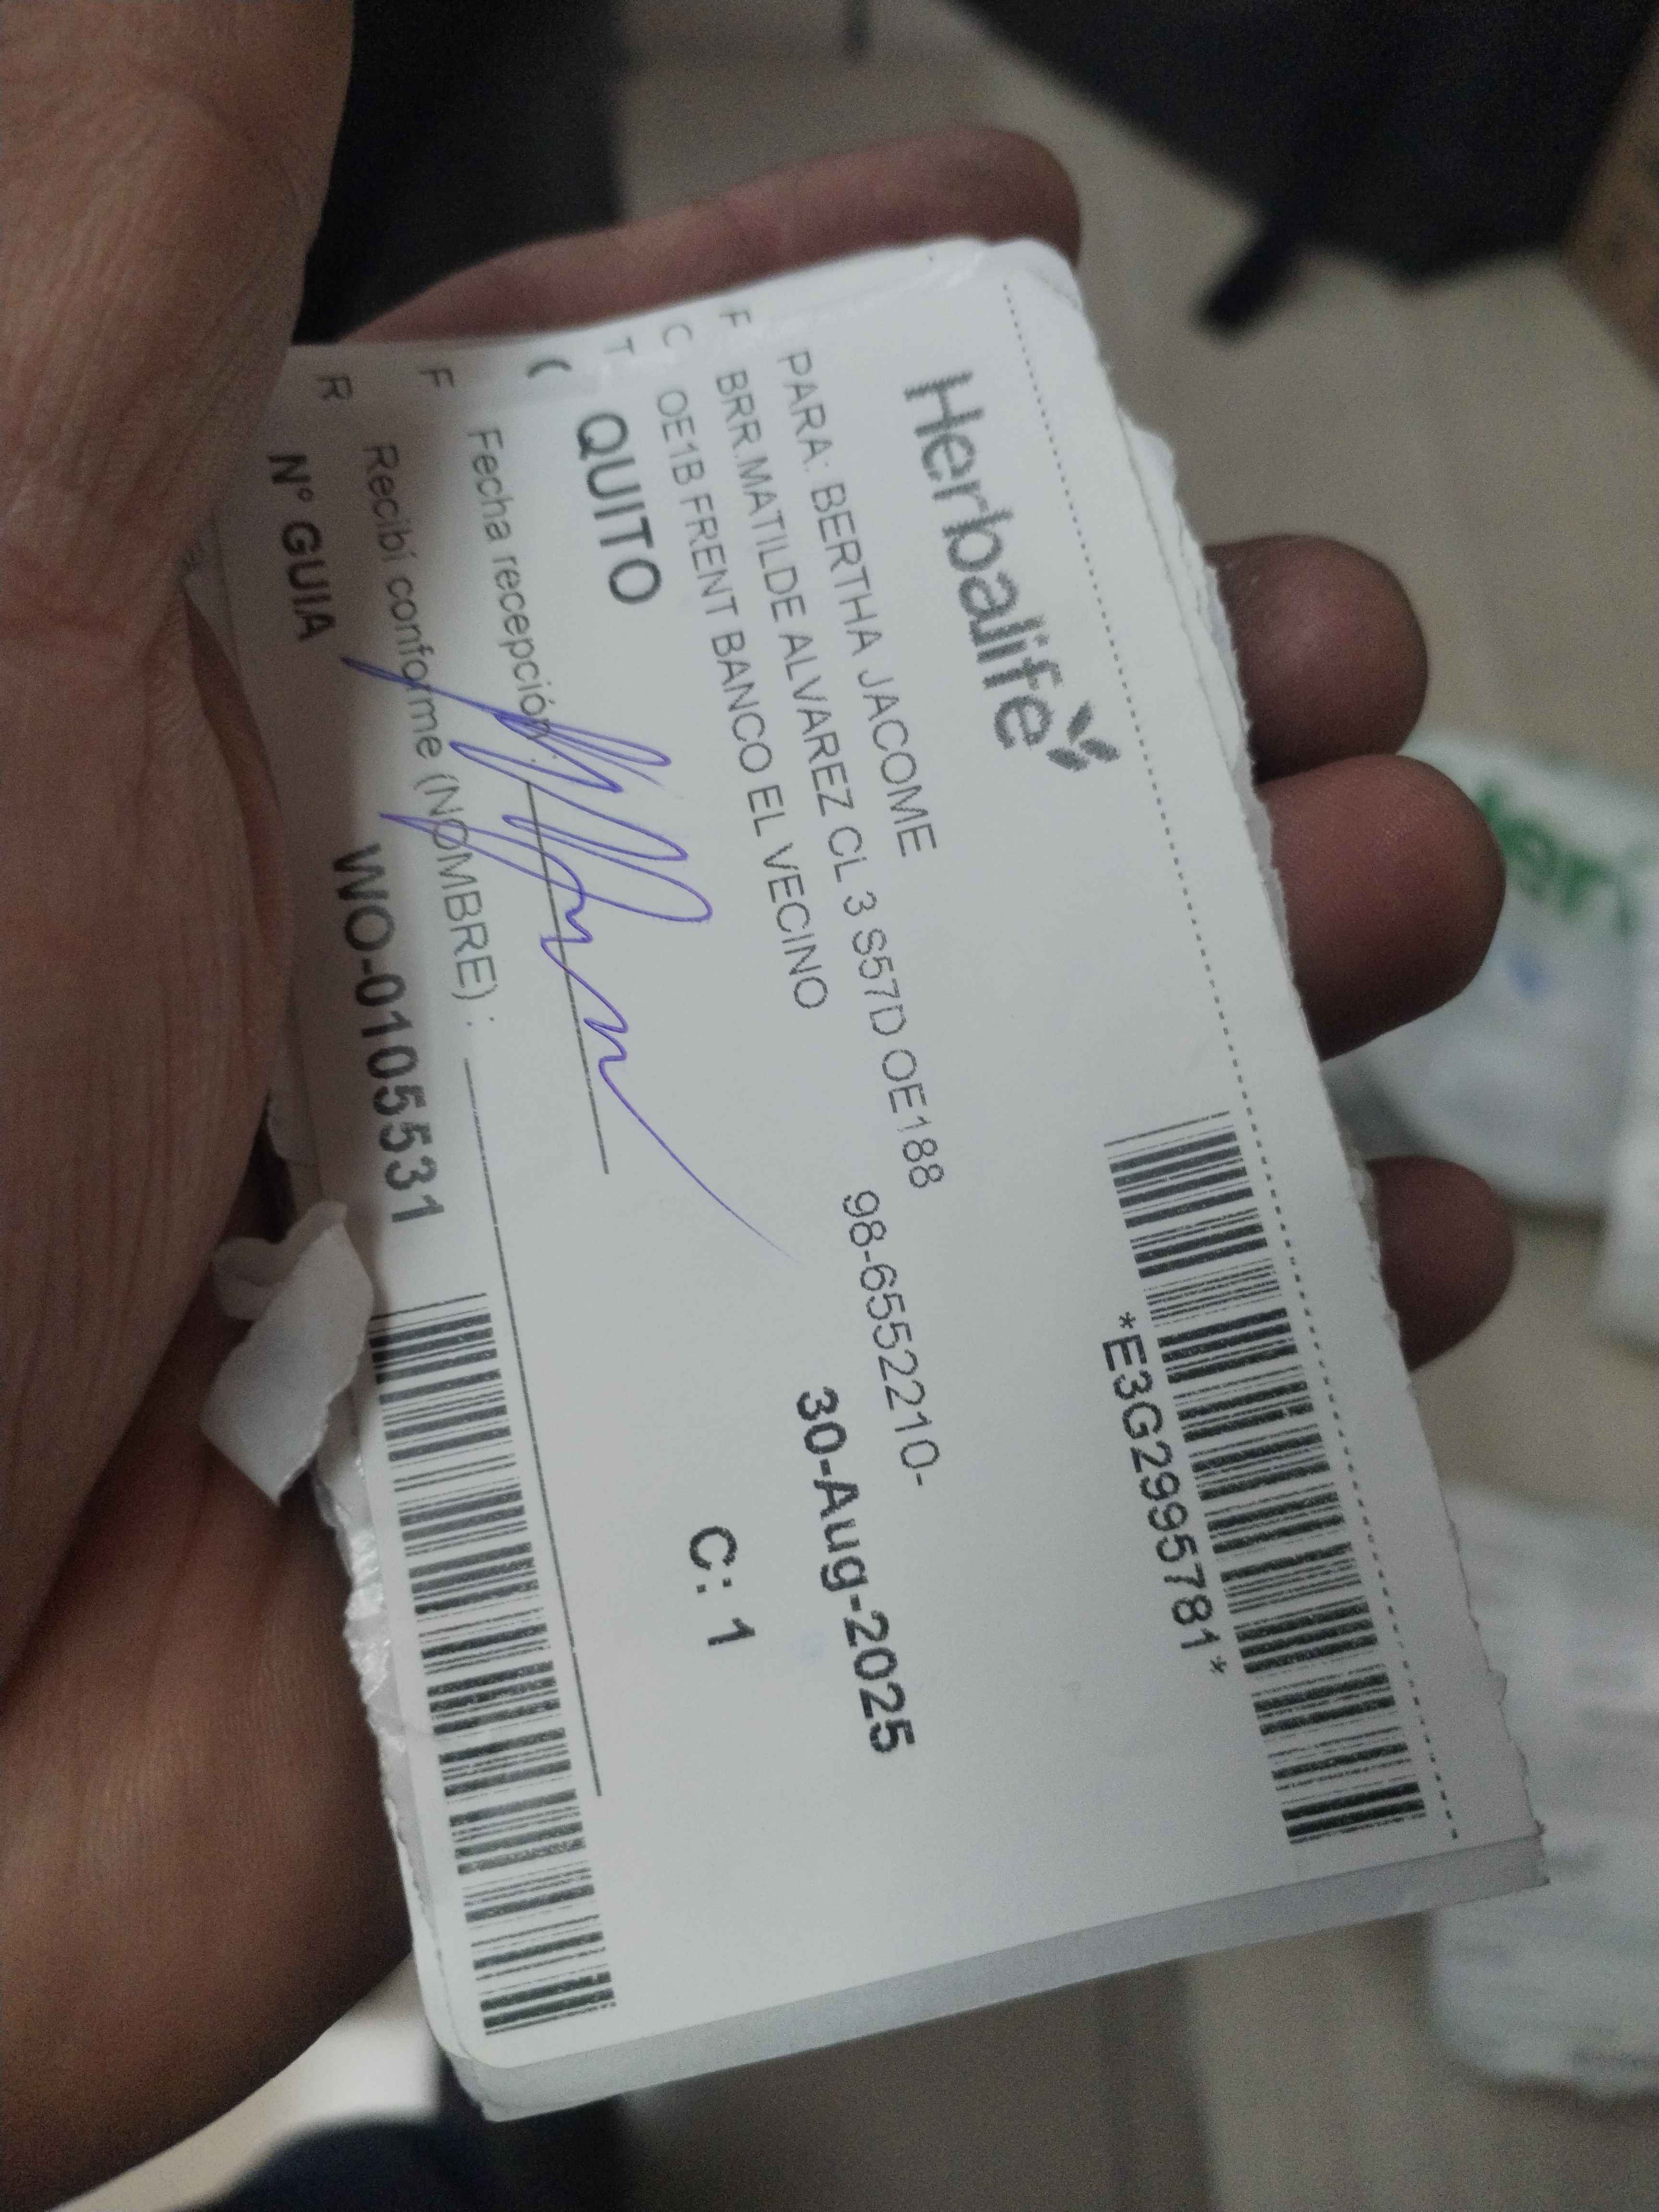 Herbalife
*E3G2995781*
PARA: BERTHA JACOME
98-6552210-
F BRR.MATILDE ALVAREZ CL 3 S57D OE188
C OE1B FRENT BANCO EL VECINO
30-Aug-2025
T QUITO
C: 1
Fecha recepción:
F Recibí conforme (NOMBRE) :
R N° GUIA WO-0105531